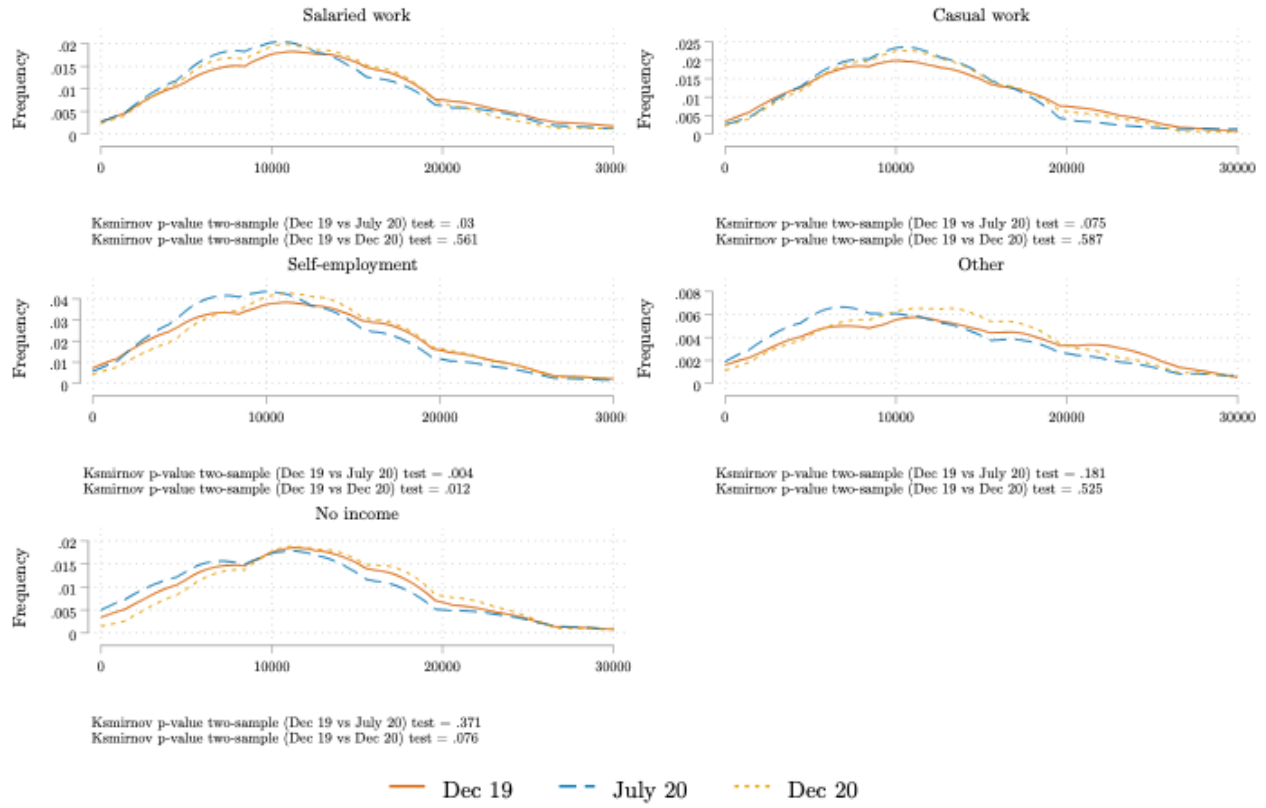 Salaried work
Casual work
Frequency
.02
.015
.01
.005
0
0
10000
20000
3000
Frequency
.025
.02
.015
.01
.005
0
0
10000
20000
30000
Ksmirnov p-value two-sample (Dec 19 vs July 20) test = .03
Ksmirnov p-value two-sample (Dec 19 vs Dec 20) test = .561
Ksmirnov p-value two-sample (Dec 19 vs July 20) test = .075
Ksmirnov p-value two-sample (Dec 19 vs Dec 20) test = .587
Self-employment
Other
Frequency
.04
.03
.02
.01
0
0
10000
20000
3000
Frequency
.008
.006
.004
.002
0
0
10000
20000
30000
Ksmirnov p-value two-sample (Dec 19 vs July 20) test = .004
Ksmirnov p-value two-sample (Dec 19 vs Dec 20) test = .012
Ksmirnov p-value two-sample (Dec 19 vs July 20) test = .181
Ksmirnov p-value two-sample (Dec 19 vs Dec 20) test = .525
No income
Frequency
.02
.015
.01
.005
0
0
10000
20000
30000
Ksmirnov p-value two-sample (Dec 19 vs July 20) test = .371
Ksmirnov p-value two-sample (Dec 19 vs Dec 20) test = .076
Dec 19
July 20
Dec 20